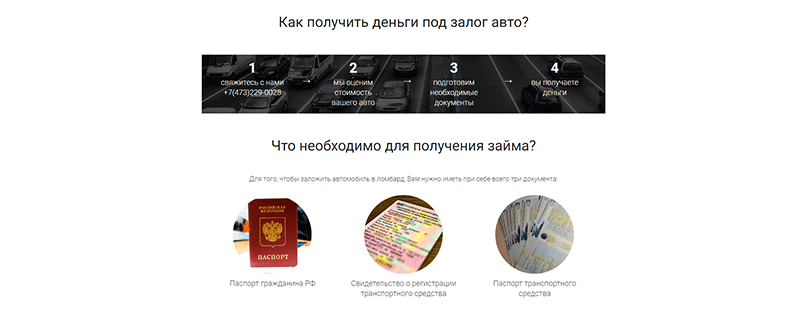 Как получить деньги под залог авто?
1 → 2 → 3 → 4
свяжитесь с нами
+7(473)229-0028
мы оценим
стоимость
вашего авто
подготовим
необходимые
документы
вы получаете
деньги
Что необходимо для получения займа?
Для того, чтобы заложить автомобиль в ломбард, Вам нужно иметь при себе всего три документа:
РОССИЙСКАЯ
ФЕДЕРАЦИЯ
ПАСПОРТ
Паспорт гражданина РФ
Свидетельство о регистрации
транспортного средства
Паспорт транспортного
средства